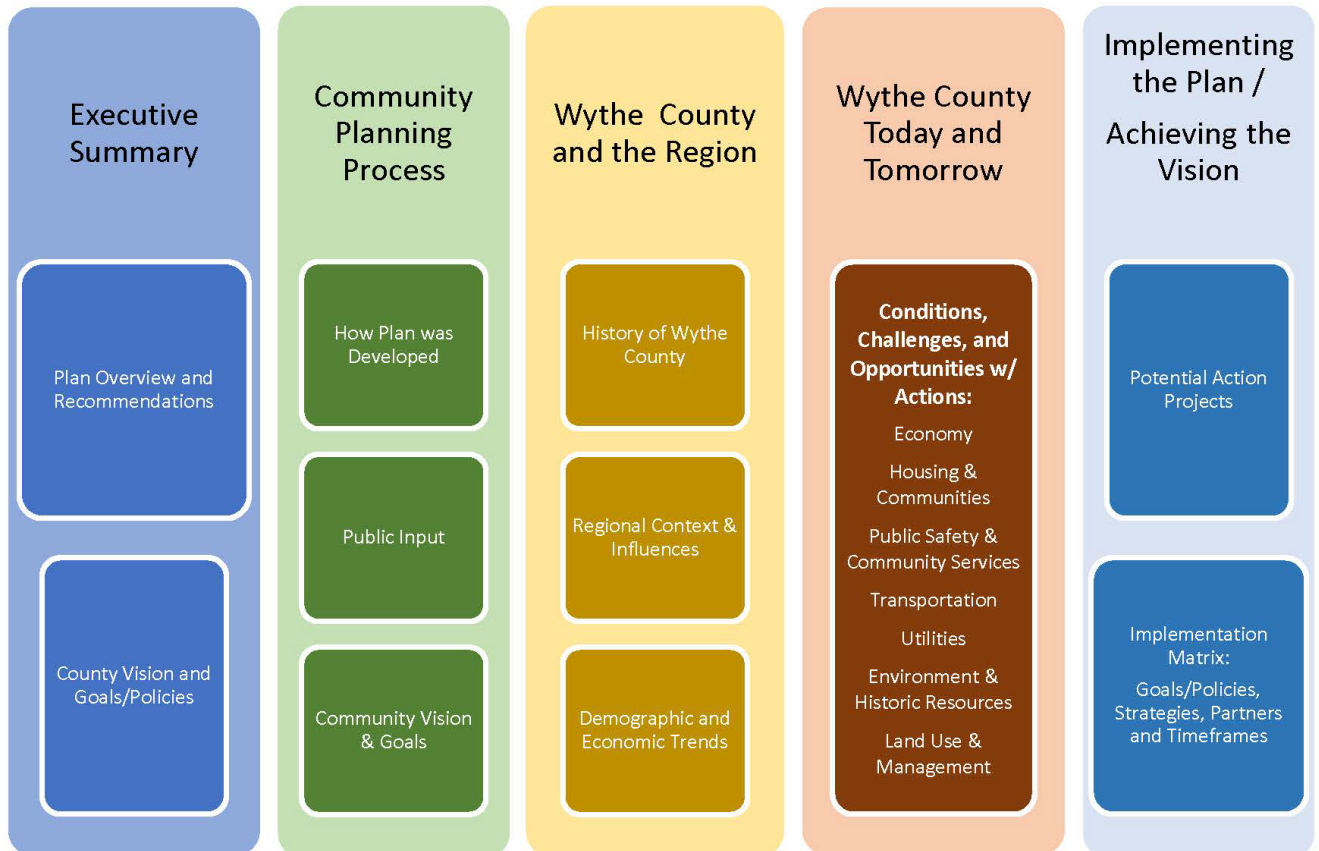 Executive
Summary
Plan Overview and
Recommendations
County Vision and
Goals/Policies
Community
Planning
Process
How Plan was
Developed
Public Input
Community Vision
& Goals
Wythe County
and the Region
History of Wythe
County
Regional Context &
Influences
Demographic and
Economic Trends
Wythe County
Today and
Tomorrow
Conditions,
Challenges, and
Opportunities w/
Actions:
Economy
Housing &
Communities
Public Safety &
Community Services
Transportation
Utilities
Environment &
Historic Resources
Land Use &
Management
Implementing
the Plan /
Achieving the
Vision
Potential Action
Projects
Implementation
Matrix:
Goals/Policies,
Strategies, Partners
and Timeframes